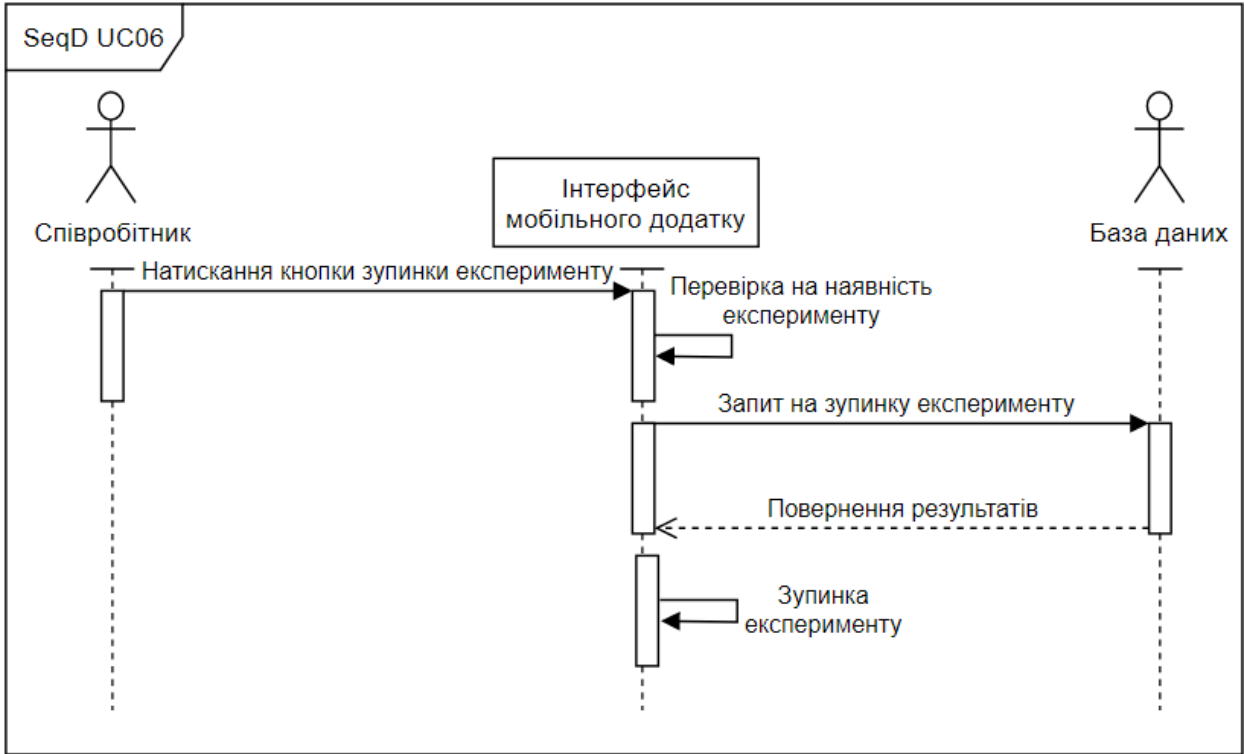 SeqD UC06
Співробітник
Інтерфейс
мобільного додатку
База даних
Натискання кнопки зупинки експерименту
Перевірка на наявність
експерименту
Запит на зупинку експерименту
Повернення результатів
Зупинка
експерименту